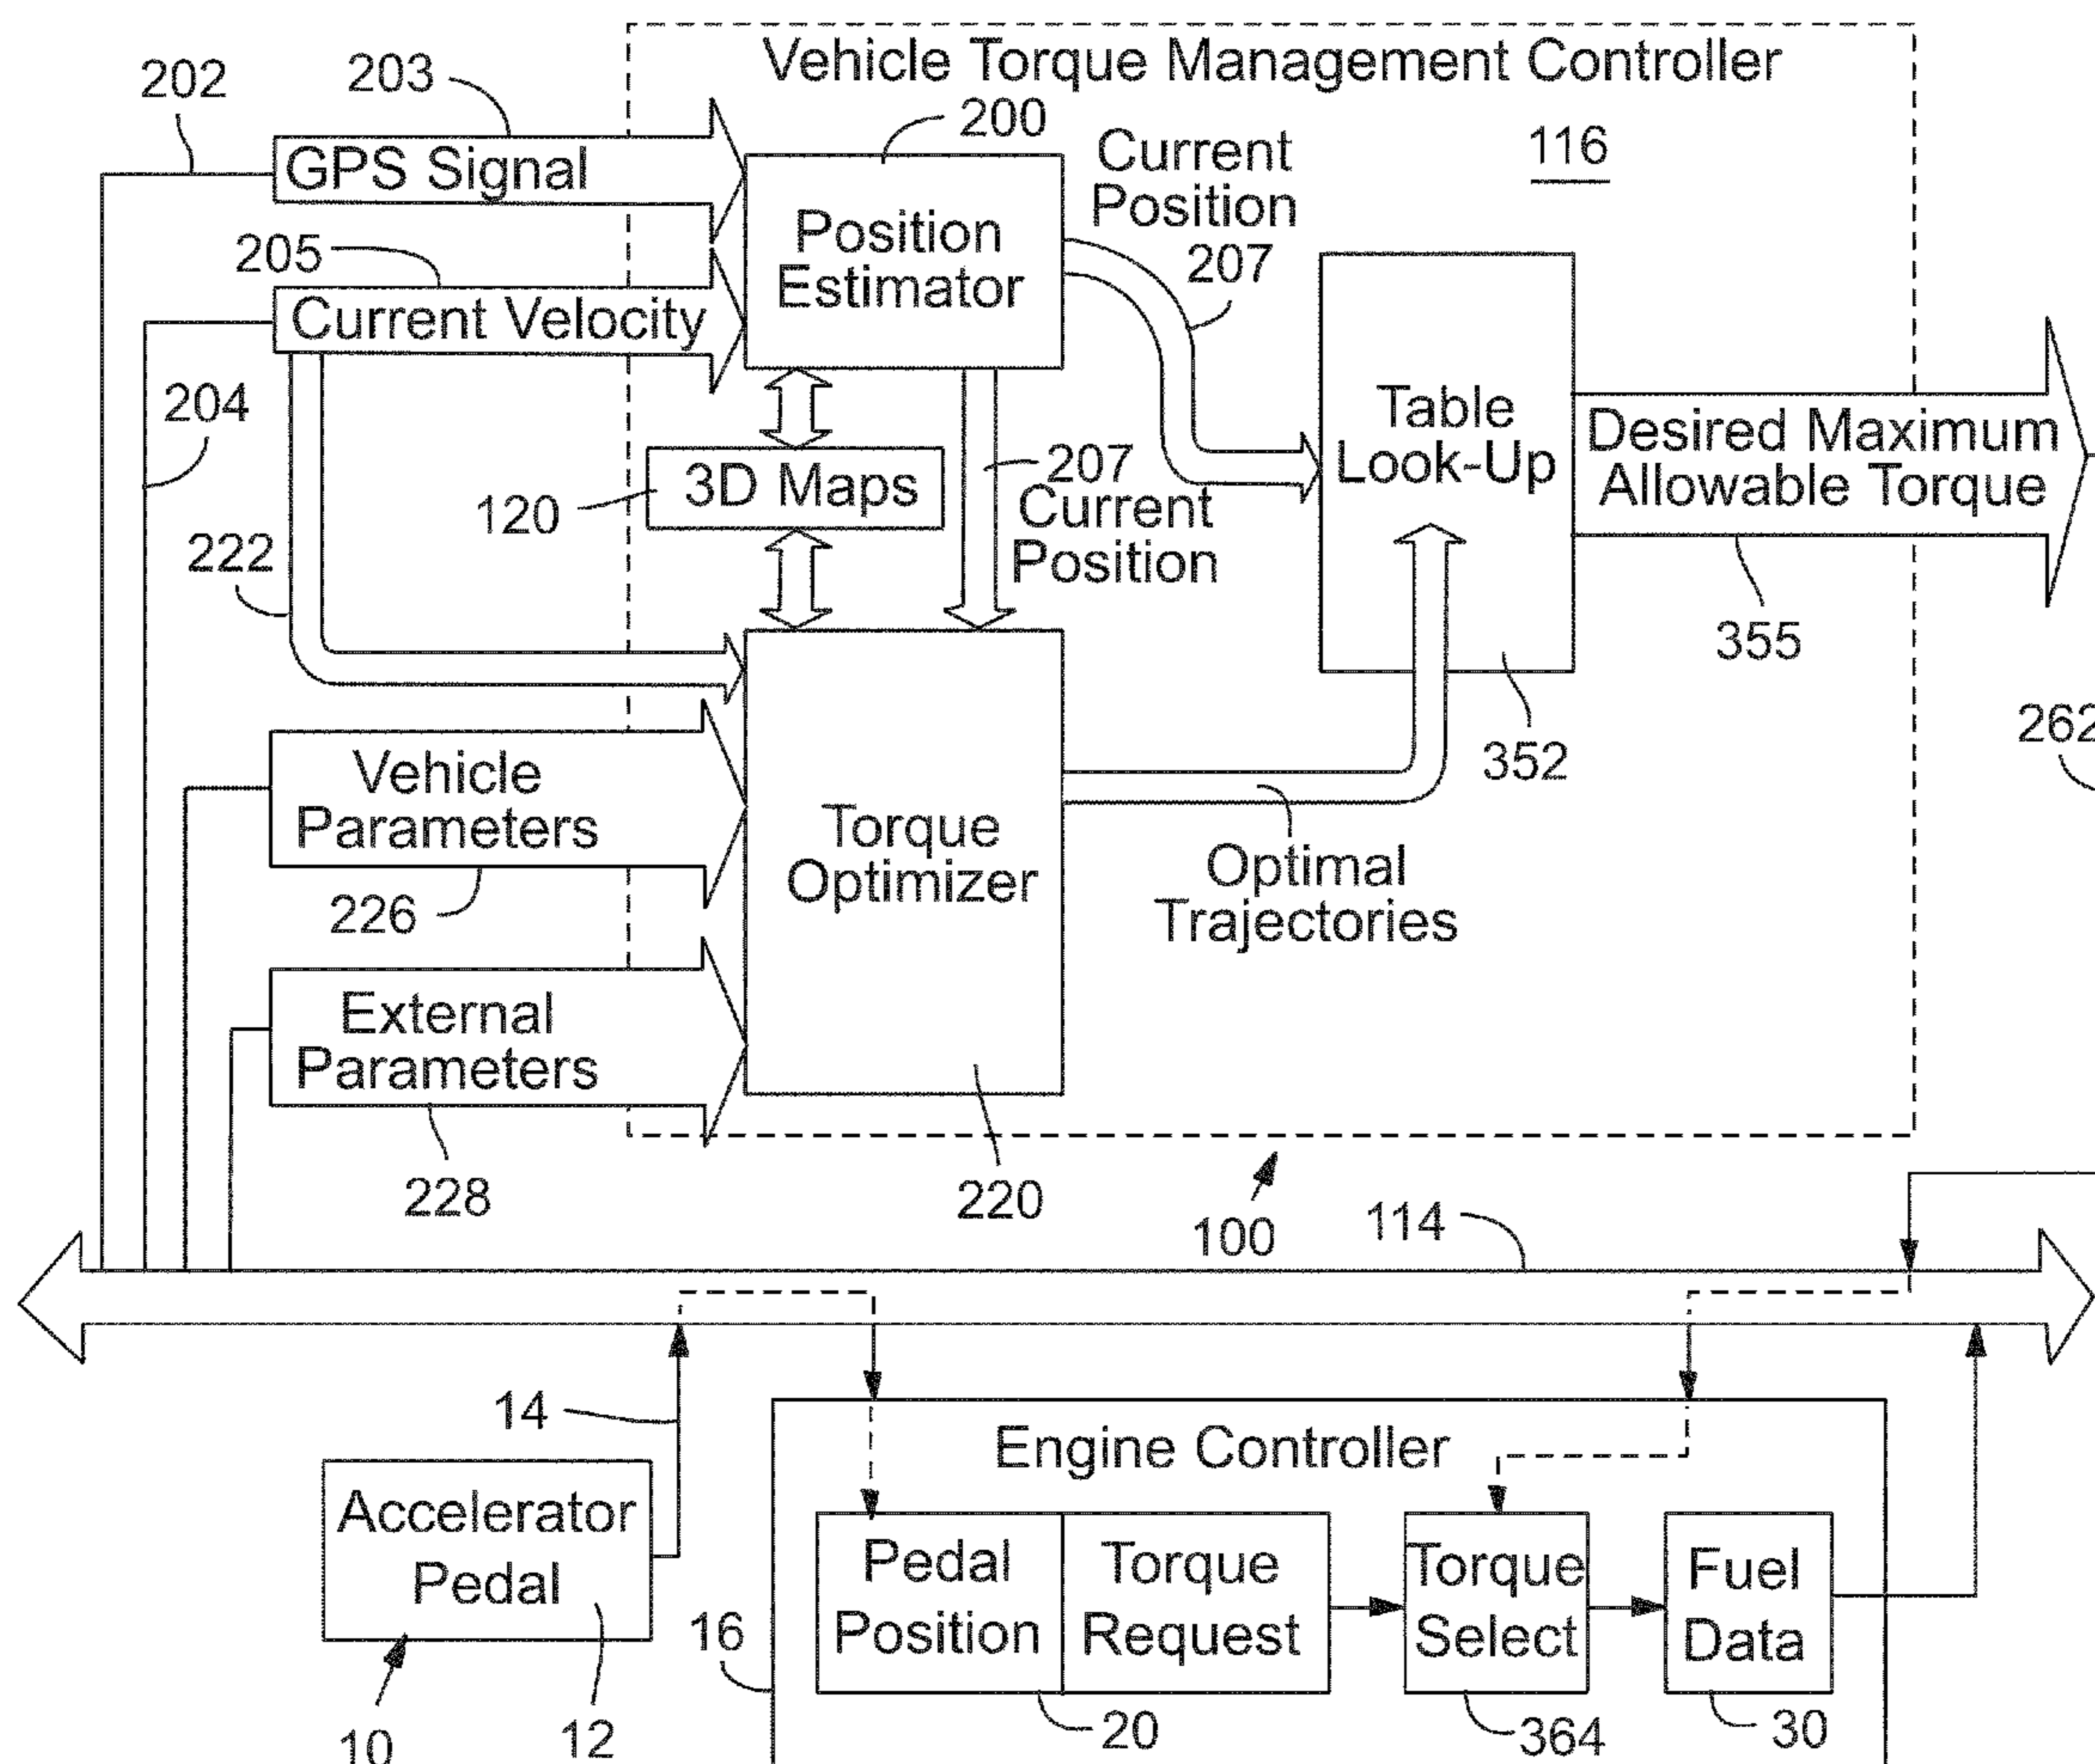 Vehicle Torque Management Controller
202
203
200
116
GPS Signal
Current
Position
207
Position
Estimator
205
Current Velocity
204
Table
Look-Up
Desired Maximum
Allowable Torque
207
Current
Position
3D Maps
120
222
355
352
262
Vehicle
Parameters
226
Torque
Optimizer
Optimal
Trajectories
External
Parameters
228
220
100
114
14
Engine Controller
Accelerator
Pedal
Pedal
Position
Torque
Request
Torque
Select
Fuel
Data
16
10
12
20
364
30